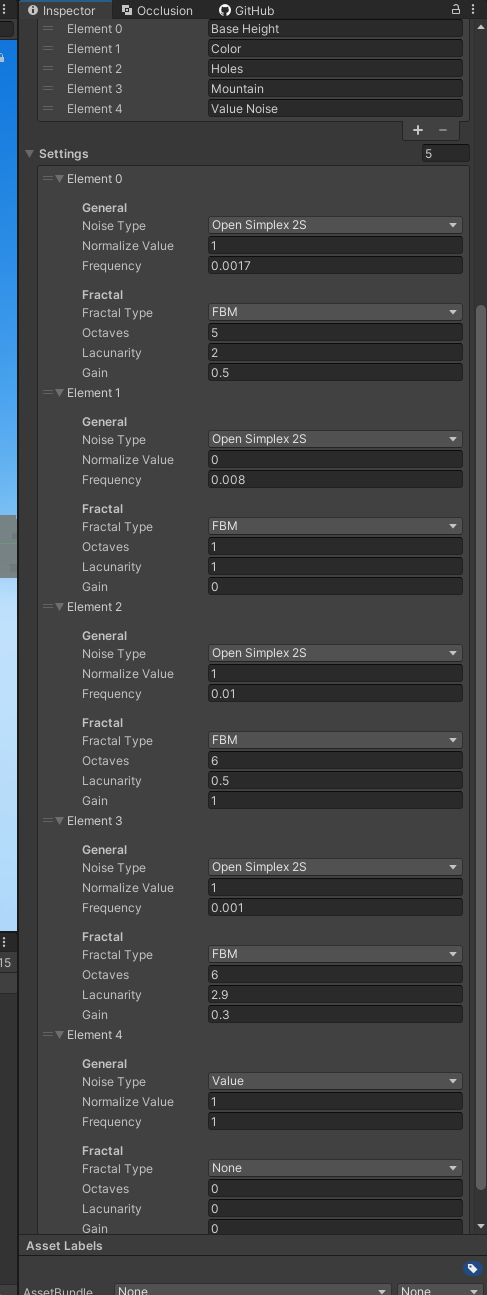 Inspector Occlusion GitHub
Element 0 Base Height
Element 1 Color
Element 2 Holes
Element 3 Mountain
Element 4 Value Noise
+ −
Settings 5
Element 0
General
Noise Type Open Simplex 2S
Normalize Value 1
Frequency 0.0017
Fractal
Fractal Type FBM
Octaves 5
Lacunarity 2
Gain 0.5
Element 1
General
Noise Type Open Simplex 2S
Normalize Value 0
Frequency 0.008
Fractal
Fractal Type FBM
Octaves 1
Lacunarity 1
Gain 0
Element 2
General
Noise Type Open Simplex 2S
Normalize Value 1
Frequency 0.01
Fractal
Fractal Type FBM
Octaves 6
Lacunarity 0.5
Gain 1
Element 3
General
Noise Type Open Simplex 2S
Normalize Value 1
Frequency 0.001
Fractal
Fractal Type FBM
15
Octaves 6
Lacunarity 2.9
Gain 0.3
Element 4
General
Noise Type Value
Normalize Value 1
Frequency 1
Fractal
Fractal Type None
Octaves 0
Lacunarity 0
Gain 0
Asset Labels
AssetBundle None None